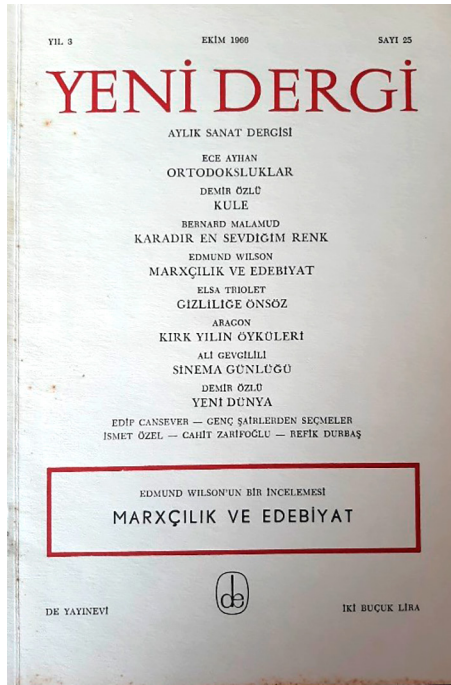 YIL 3 EKİM 1966 SAYI 25
YENİ DERGİ
AYLIK SANAT DERGİSİ
ECE AYHAN
ORTODOKSLUKLAR
DEMİR ÖZLÜ
KULE
BERNARD MALAMUD
KARADIR EN SEVDİĞİM RENK
EDMUND WILSON
MARXÇILIK VE EDEBİYAT
ELSA TRIOLET
GİZLİLİĞE ÖNSÖZ
ARAGON
KIRK YILIN ÖYKÜLERİ
ALİ GEVGİLİLİ
SİNEMA GÜNLÜĞÜ
DEMİR ÖZLÜ
YENİ DÜNYA
EDİP CANSEVER — GENÇ ŞAİRLERDEN SEÇMELER
İSMET ÖZEL — CAHİT ZARİFOĞLU — REFİK DURBAŞ
EDMUND WILSON'UN BİR İNCELEMESİ
MARXÇILIK VE EDEBİYAT
de
DE YAYINEVİ İKİ BUÇUK LİRA